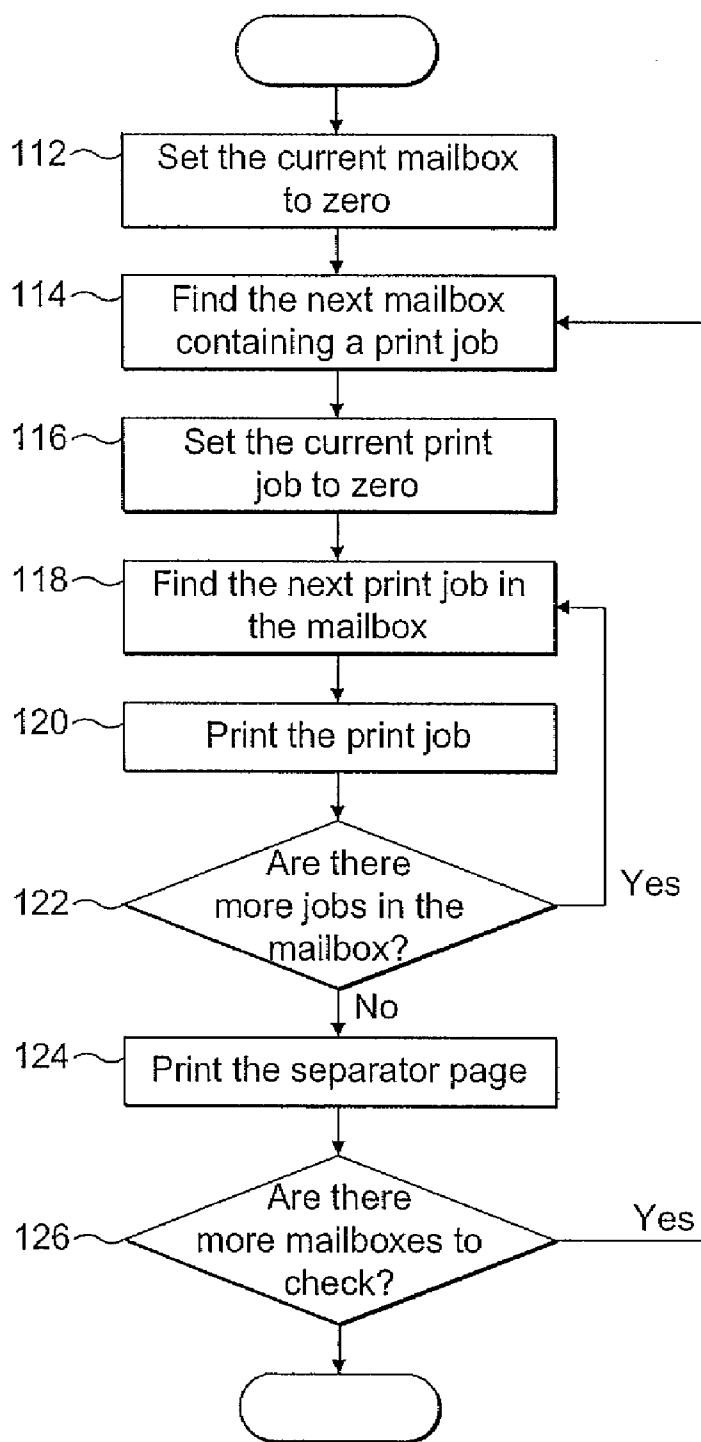 112
Set the current mailbox
to zero
114
Find the next mailbox
containing a print job
116
Set the current print
job to zero
118
Find the next print job in
the mailbox
120
Print the print job
122
Are there
more jobs in the
mailbox?
Yes
No
124
Print the separator page
126
Are there
more mailboxes to
check?
Yes